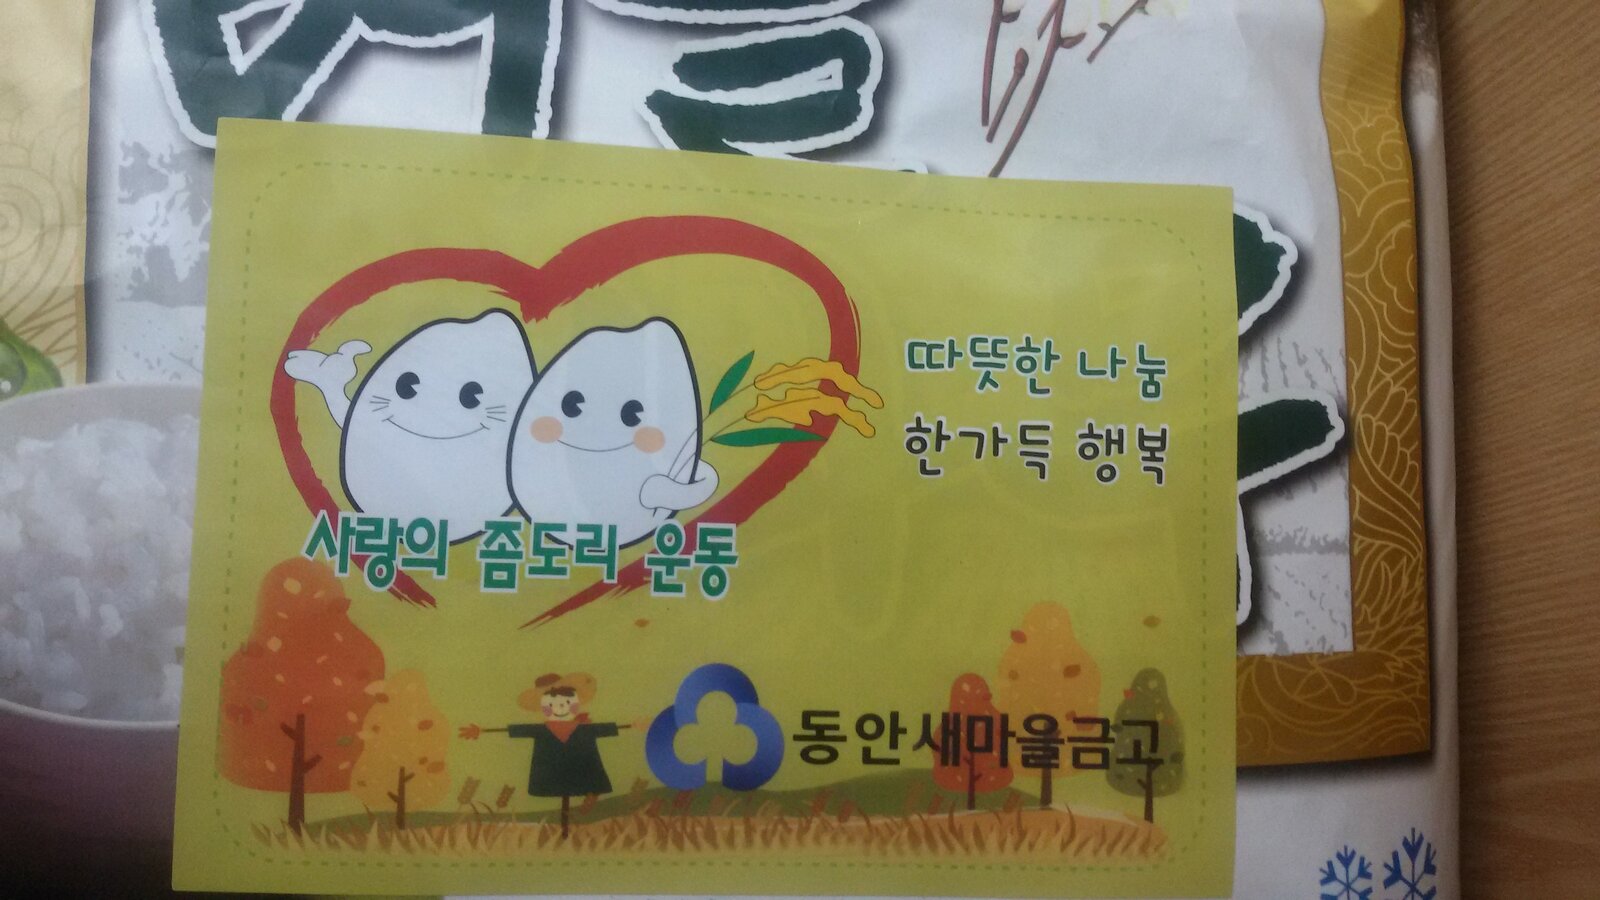 따뜻한 나눔
한가득 행복
사랑의 좀도리 운동
동안새마을금고